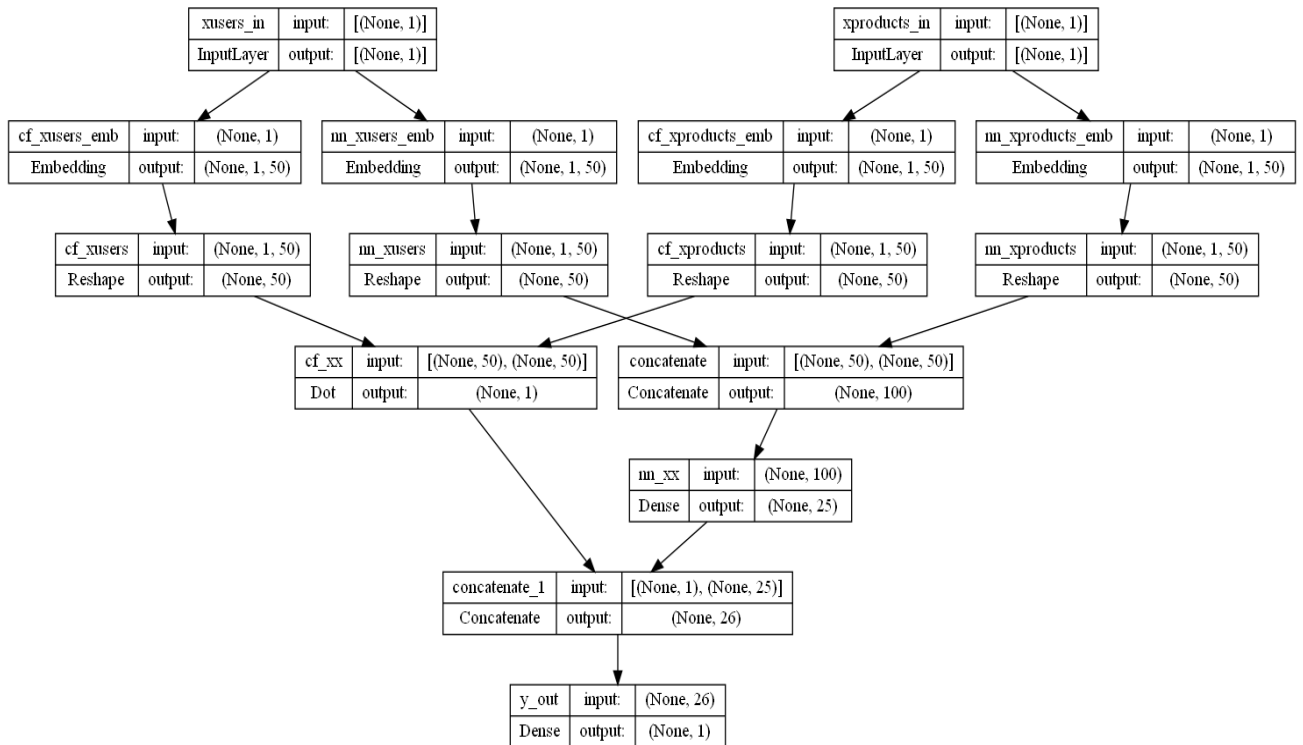 xusers_in input: [(None, 1)]
InputLayer output: [(None, 1)]
xproducts_in input: [(None, 1)]
InputLayer output: [(None, 1)]
cf_xusers_emb input: (None, 1)
Embedding output: (None, 1, 50)
nn_xusers_emb input: (None, 1)
Embedding output: (None, 1, 50)
cf_xproducts_emb input: (None, 1)
Embedding output: (None, 1, 50)
nn_xproducts_emb input: (None, 1)
Embedding output: (None, 1, 50)
cf_xusers input: (None, 1, 50)
Reshape output: (None, 50)
nn_xusers input: (None, 1, 50)
Reshape output: (None, 50)
cf_xproducts input: (None, 1, 50)
Reshape output: (None, 50)
nn_xproducts input: (None, 1, 50)
Reshape output: (None, 50)
cf_xx input: [(None, 50), (None, 50)]
Dot output: (None, 1)
concatenate input: [(None, 50), (None, 50)]
Concatenate output: (None, 100)
nn_xx input: (None, 100)
Dense output: (None, 25)
concatenate_1 input: [(None, 1), (None, 25)]
Concatenate output: (None, 26)
y_out input: (None, 26)
Dense output: (None, 1)